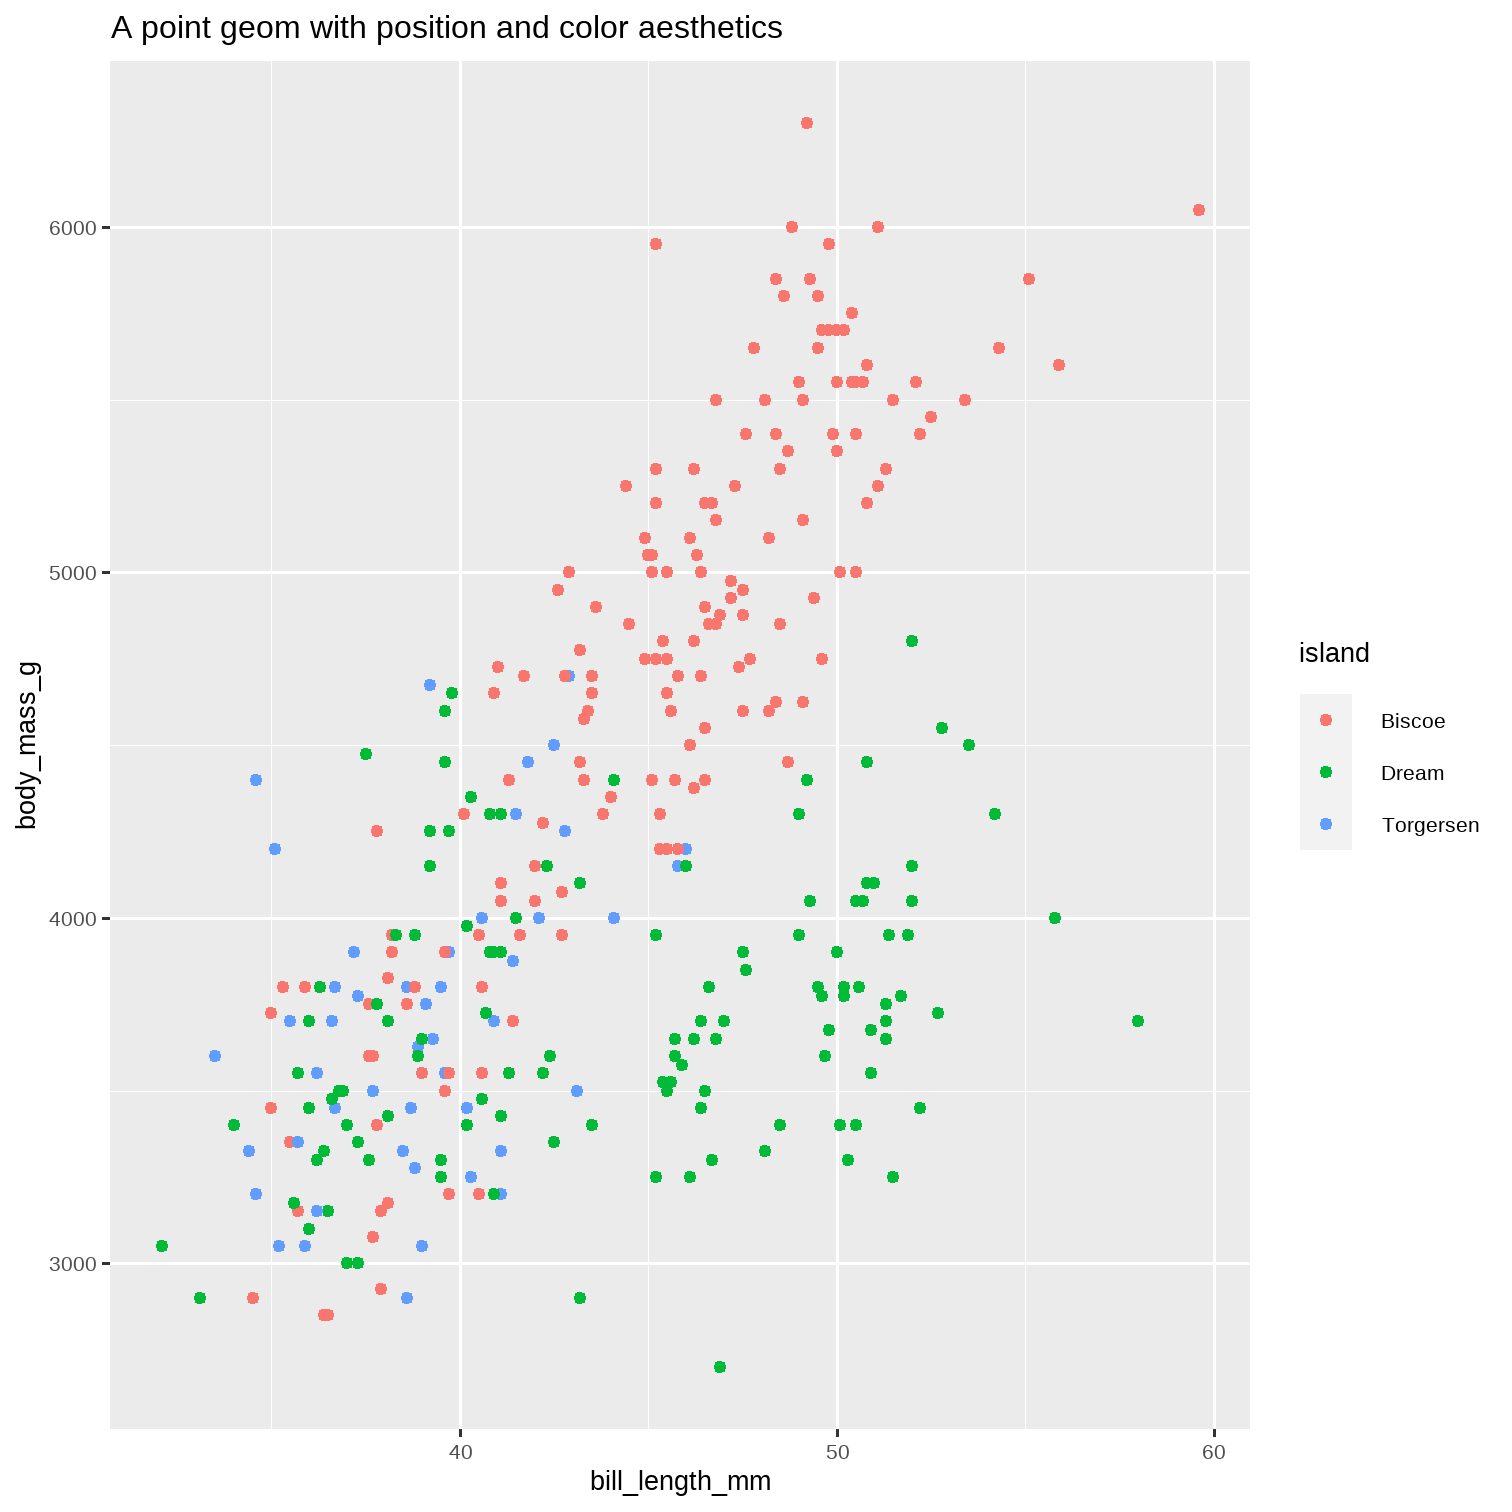 A point geom with position and color aesthetics
body_mass_g
6000
5000
4000
3000
40
50
60
bill_length_mm
island
Biscoe
Dream
Torgersen